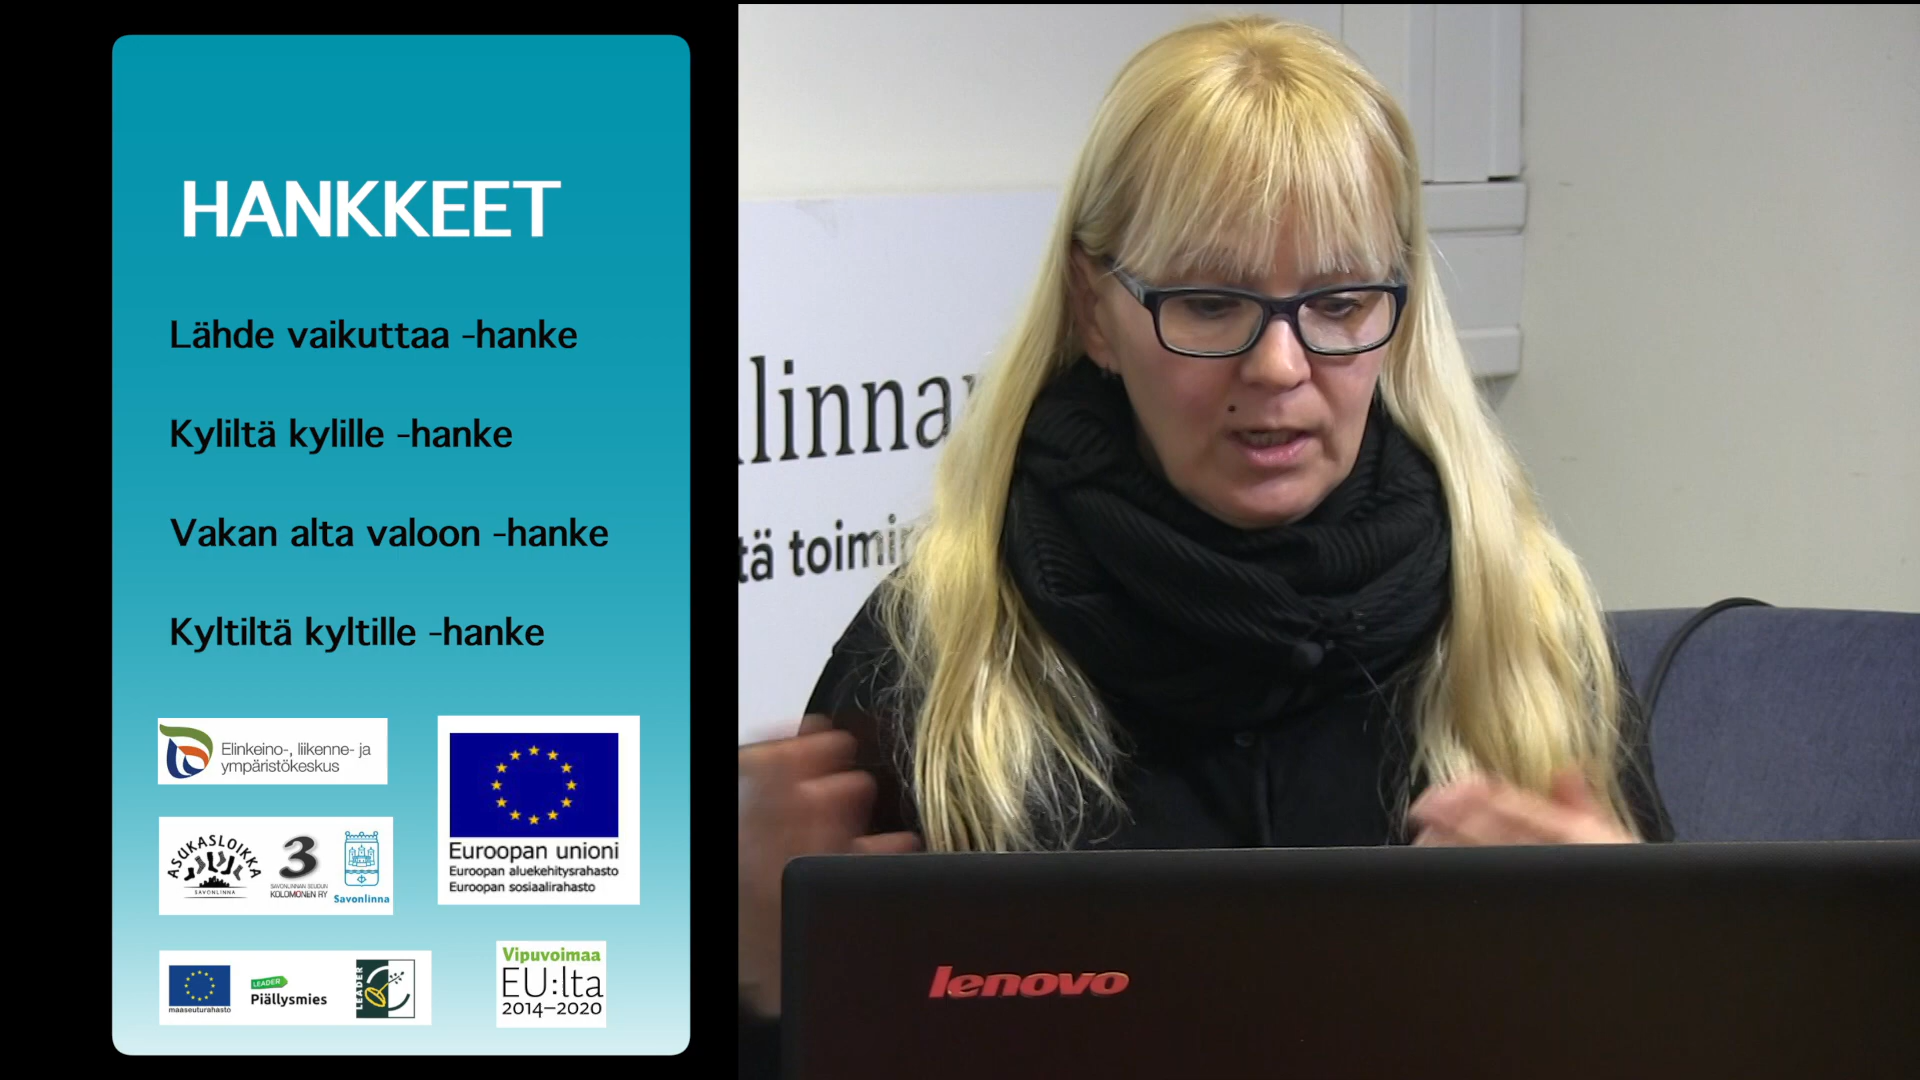 HANKKEET
Lähde vaikuttaa -hanke
Kyliltä kylille -hanke
Vakan alta valoon -hanke
Kyltiltä kyltille -hanke
Elinkeino-, liikenne- ja
ympäristökeskus
Euroopan unioni
Euroopan aluekehitysrahasto
Euroopan sosiaalirahasto
ASUKASLOIKKA
SAVONLINNA
3
SAVONLINNAN SEUDUN
KOLOMONEN RY
Savonlinna
maaseuturahasto
LEADER
Piällysmies
LEADER
Vipuvoimaa
EU:lta
2014–2020
linna
tä toimi
lenovo